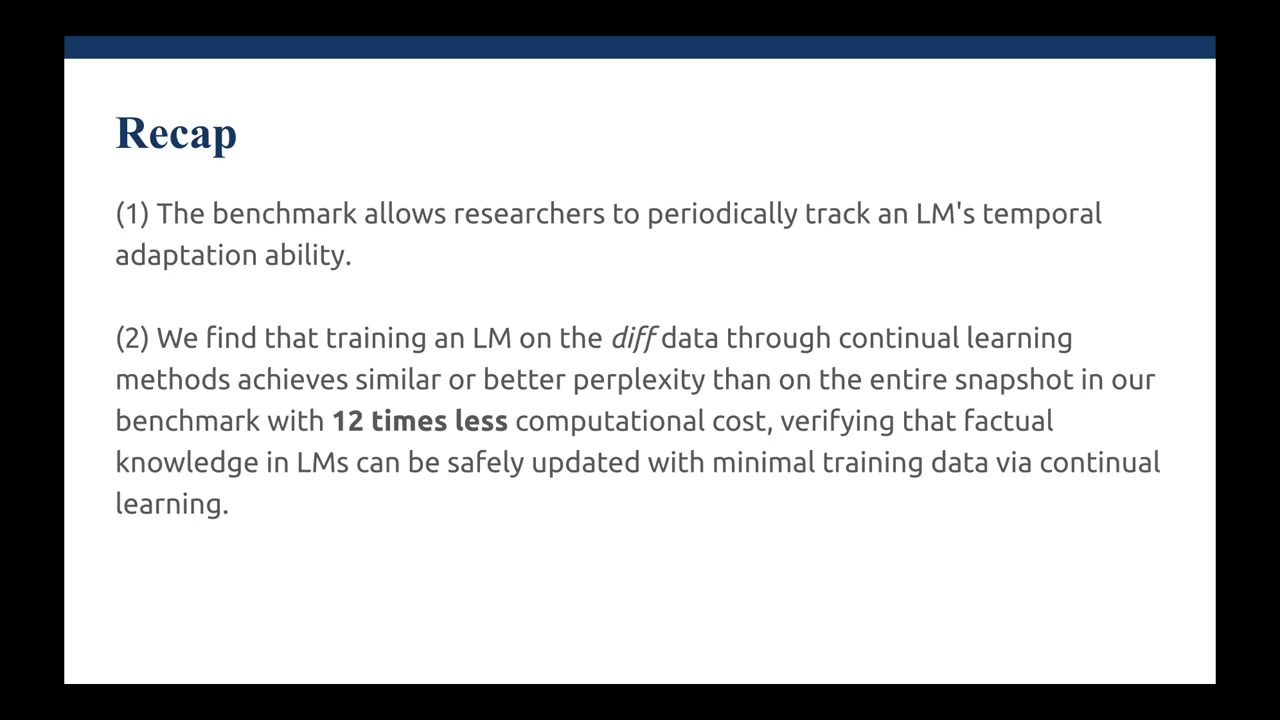 Recap
(1) The benchmark allows researchers to periodically track an LM's temporal
adaptation ability.
(2) We find that training an LM on the diff data through continual learning
methods achieves similar or better perplexity than on the entire snapshot in our
benchmark with 12 times less computational cost, verifying that factual
knowledge in LMs can be safely updated with minimal training data via continual
learning.